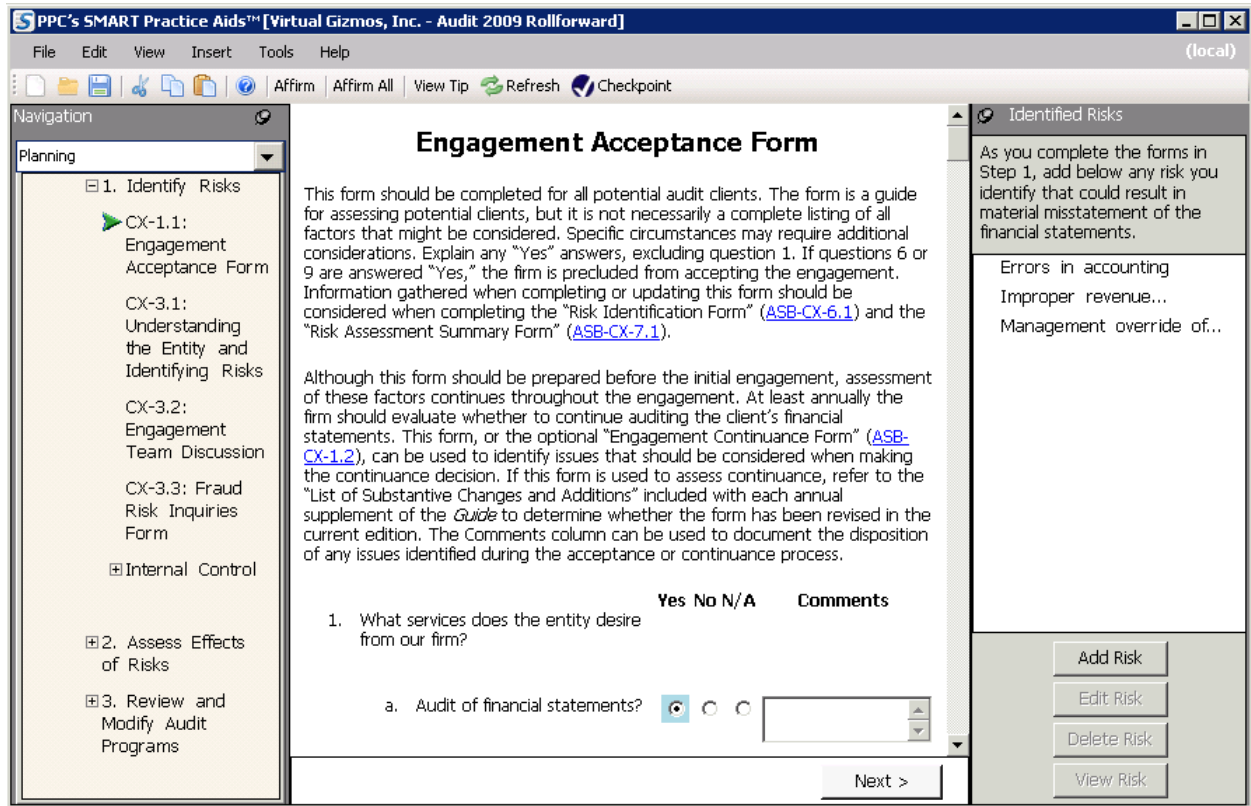 PPC's SMART Practice Aids™ [Virtual Gizmos, Inc. - Audit 2009 Rollforward]
File Edit View Insert Tools Help (local)
Affirm Affirm All View Tip Refresh Checkpoint
Navigation
Planning
1. Identify Risks
CX-1.1:
Engagement
Acceptance Form
CX-3.1:
Understanding
the Entity and
Identifying Risks
CX-3.2:
Engagement
Team Discussion
CX-3.3: Fraud
Risk Inquiries
Form
Internal Control
2. Assess Effects
of Risks
3. Review and
Modify Audit
Programs
Engagement Acceptance Form
This form should be completed for all potential audit clients. The form is a guide
for assessing potential clients, but it is not necessarily a complete listing of all
factors that might be considered. Specific circumstances may require additional
considerations. Explain any "Yes" answers, excluding question 1. If questions 6 or
9 are answered "Yes," the firm is precluded from accepting the engagement.
Information gathered when completing or updating this form should be
considered when completing the "Risk Identification Form" (ASB-CX-6.1) and the
"Risk Assessment Summary Form" (ASB-CX-7.1).
Although this form should be prepared before the initial engagement, assessment
of these factors continues throughout the engagement. At least annually the
firm should evaluate whether to continue auditing the client's financial
statements. This form, or the optional "Engagement Continuance Form" (ASB-
CX-1.2), can be used to identify issues that should be considered when making
the continuance decision. If this form is used to assess continuance, refer to the
"List of Substantive Changes and Additions" included with each annual
supplement of the Guide to determine whether the form has been revised in the
current edition. The Comments column can be used to document the disposition
of any issues identified during the acceptance or continuance process.
Yes No N/A Comments
1. What services does the entity desire
from our firm?
a. Audit of financial statements?
Next >
Identified Risks
As you complete the forms in
Step 1, add below any risk you
identify that could result in
material misstatement of the
financial statements.
Errors in accounting
Improper revenue...
Management override of...
Add Risk
Edit Risk
Delete Risk
View Risk